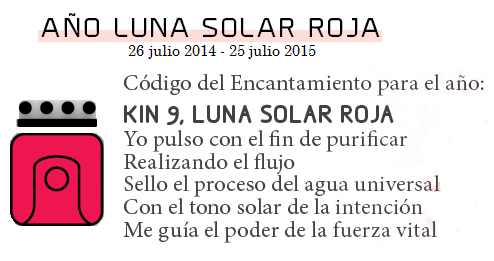 AÑO LUNA SOLAR ROJA
26 julio 2014 - 25 julio 2015
Código del Encantamiento para el año:
KIN 9, LUNA SOLAR ROJA
Yo pulso con el fin de purificar
Realizando el flujo
Sello el proceso del agua universal
Con el tono solar de la intención
Me guía el poder de la fuerza vital